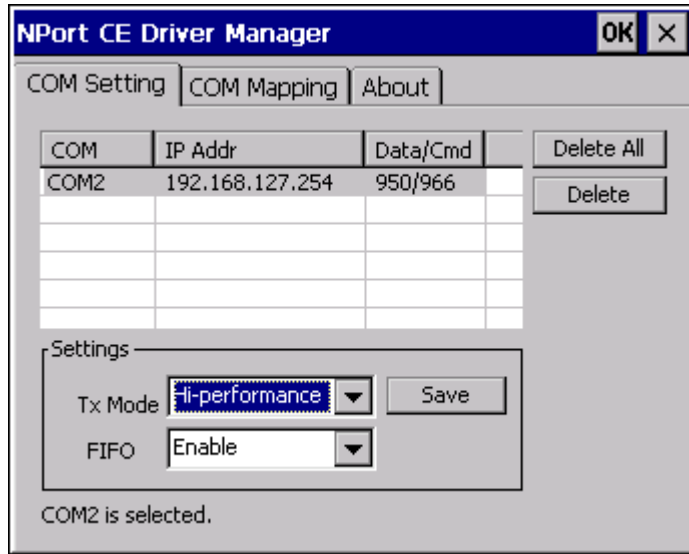 NPort CE Driver Manager OK ×
COM Setting COM Mapping About
COM IP Addr Data/Cmd Delete All
COM2 192.168.127.254 950/966
Delete
Settings
Tx Mode Hi-performance Save
FIFO Enable
COM2 is selected.